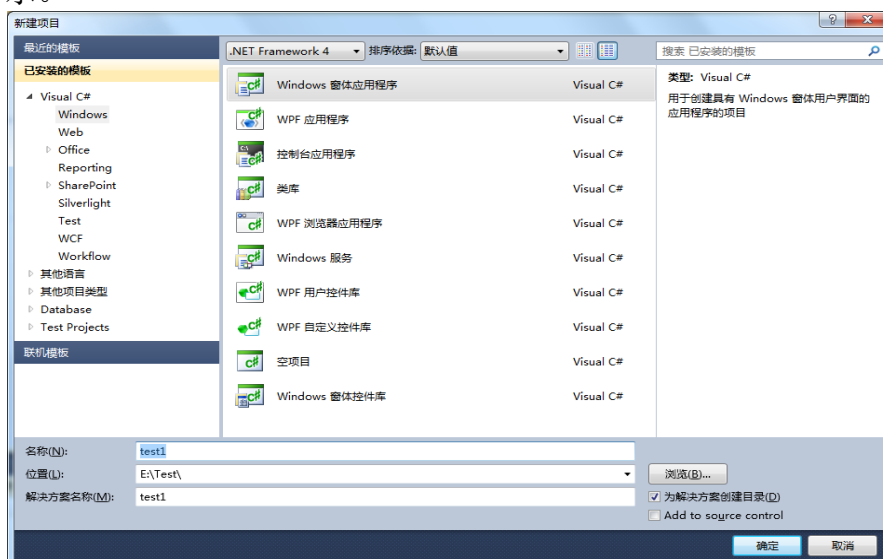 新建项目
最近的模板
.NET Framework 4 排序依据: 默认值 搜索 已安装的模板
已安装的模板
Visual C#
Windows
Web
Office
Reporting
SharePoint
Silverlight
Test
WCF
Workflow
其他语言
其他项目类型
Database
Test Projects
联机模板
Windows 窗体应用程序 Visual C#
WPF 应用程序 Visual C#
控制台应用程序 Visual C#
类库 Visual C#
WPF 浏览器应用程序 Visual C#
Windows 服务 Visual C#
WPF 用户控件库 Visual C#
WPF 自定义控件库 Visual C#
空项目 Visual C#
Windows 窗体控件库 Visual C#
类型: Visual C#
用于创建具有 Windows 窗体用户界面的
应用程序的项目
名称(N): test1
位置(L): E:\Test\ 浏览(B)...
解决方案名称(M): test1 为解决方案创建目录(D)
Add to source control
确定 取消